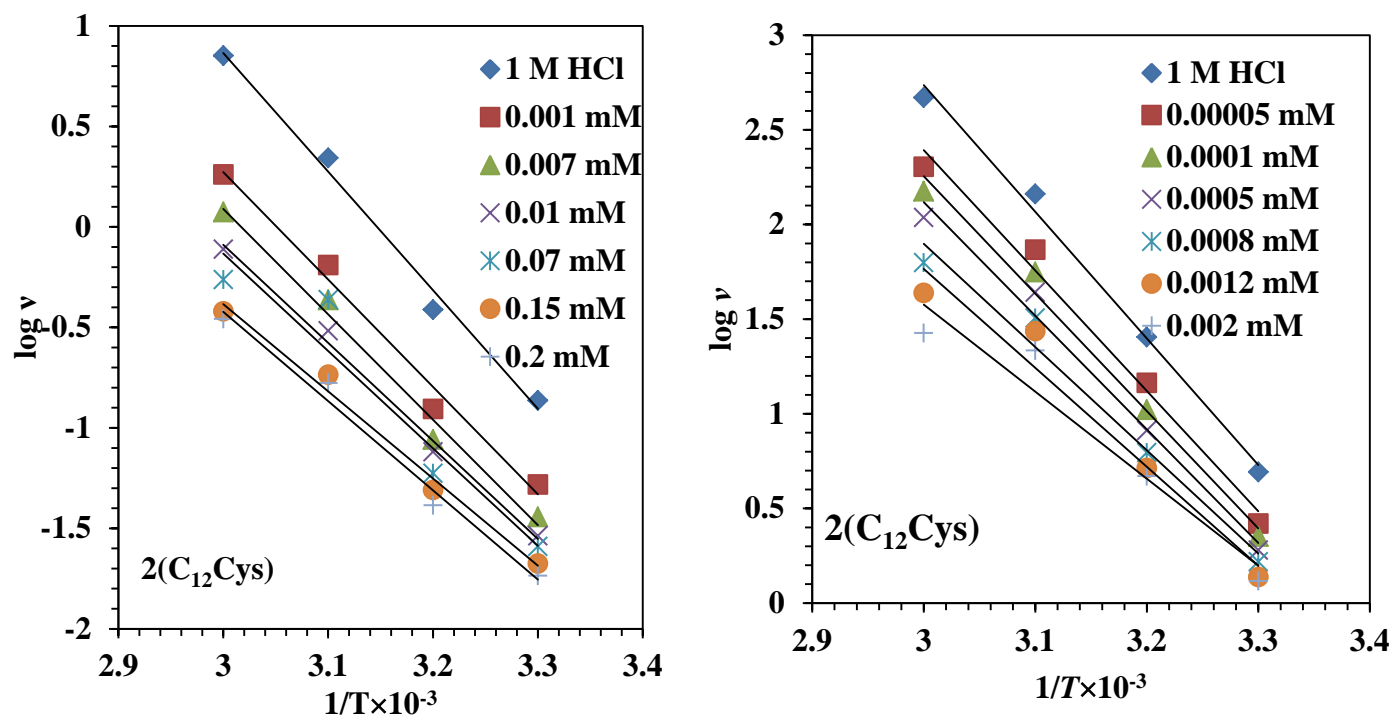 1
0.5
0
-0.5
-1
-1.5
-2
log ν
2.9 3 3.1 3.2 3.3 3.4
1/T×10⁻³
1 M HCl
0.001 mM
0.007 mM
0.01 mM
0.07 mM
0.15 mM
0.2 mM
2(C₁₂Cys)
3
2.5
2
1.5
1
0.5
0
log ν
2.9 3 3.1 3.2 3.3 3.4
1/T×10⁻³
1 M HCl
0.00005 mM
0.0001 mM
0.0005 mM
0.0008 mM
0.0012 mM
0.002 mM
2(C₁₂Cys)